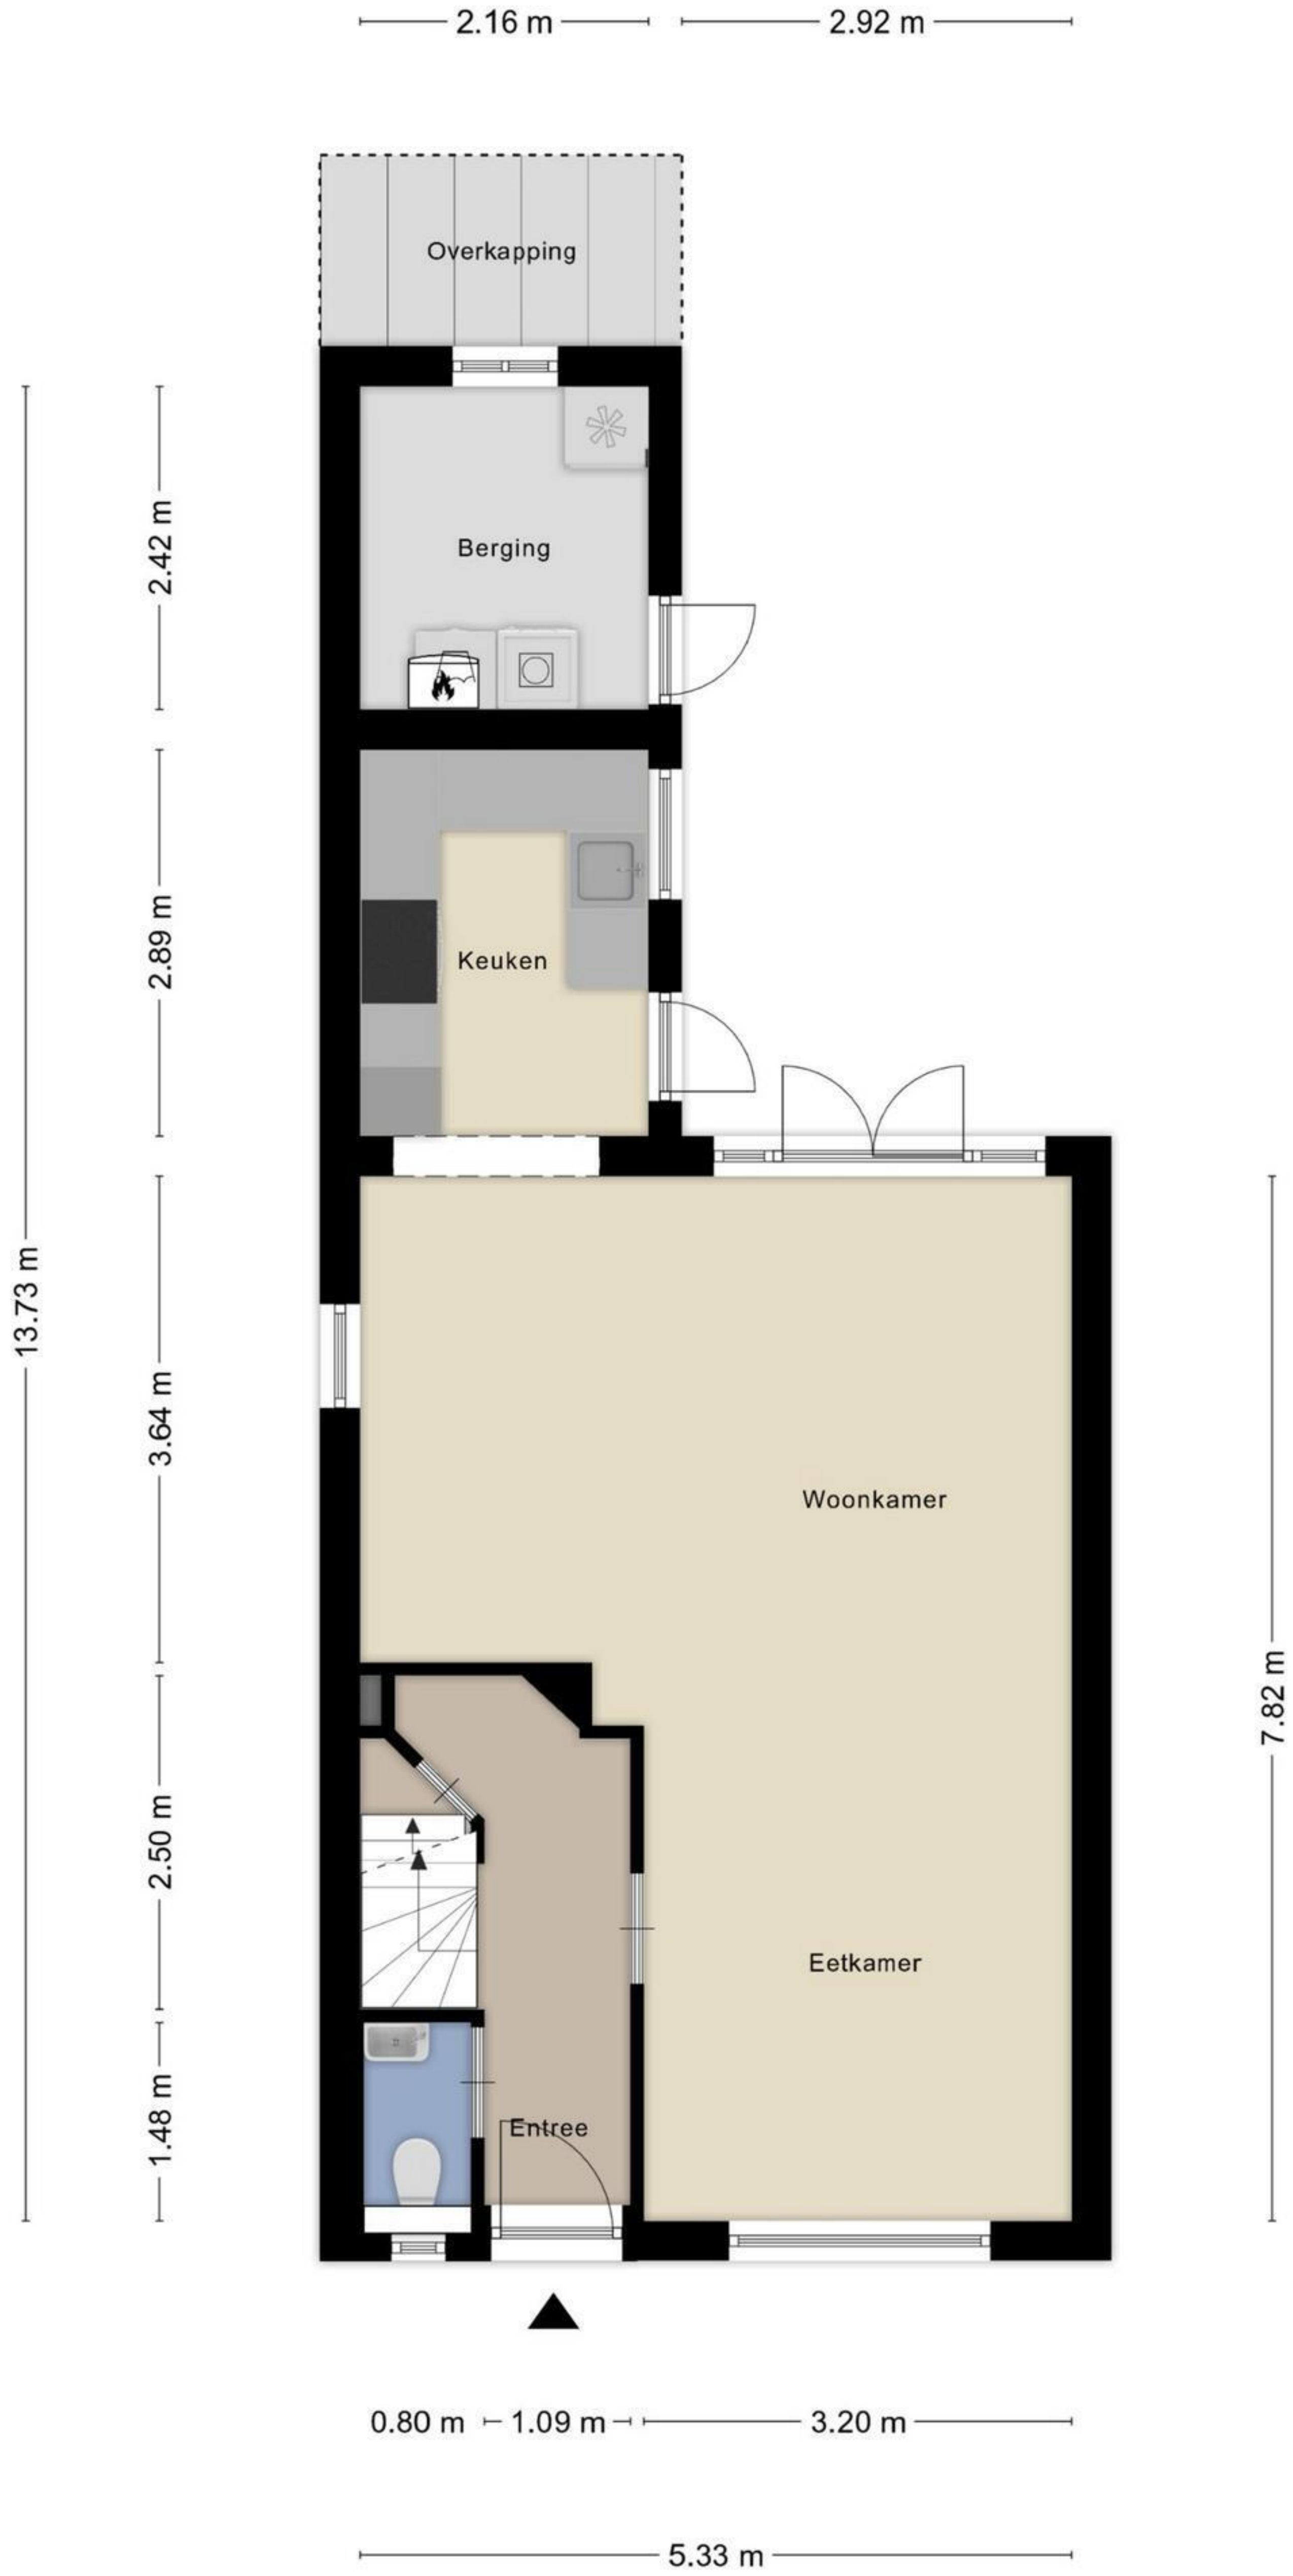 2.16 m
2.92 m
Overkapping
Berging
2.42 m
Keuken
2.89 m
13.73 m
3.64 m
Woonkamer
7.82 m
2.50 m
Eetkamer
1.48 m
Entree
0.80 m
1.09 m
3.20 m
5.33 m